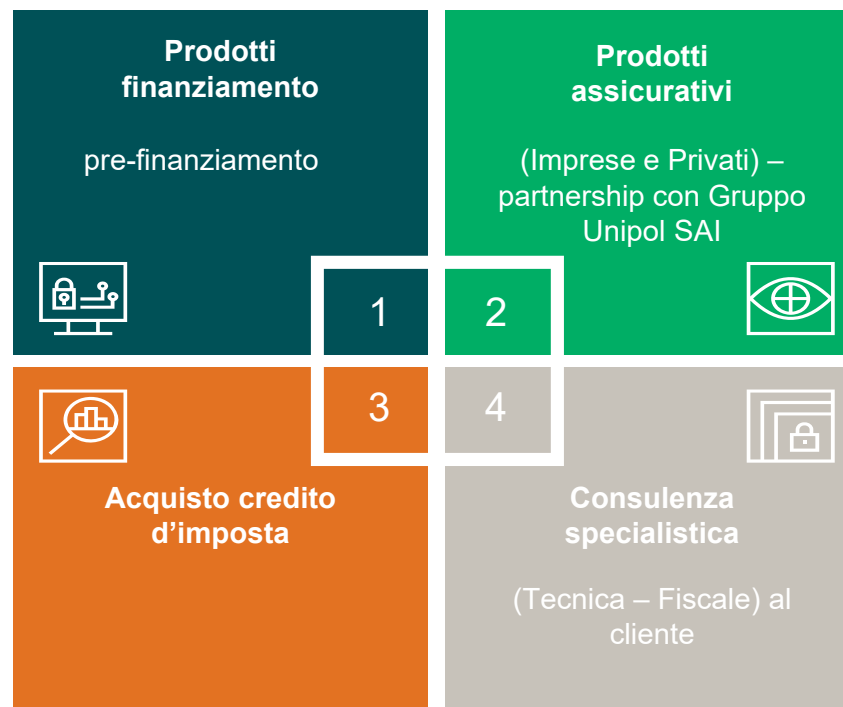 Prodotti
finanziamento
pre-finanziamento
1
Prodotti
assicurativi
(Imprese e Privati) –
partnership con Gruppo
Unipol SAI
2
3
Acquisto credito
d’imposta
4
Consulenza
specialistica
(Tecnica – Fiscale) al
cliente